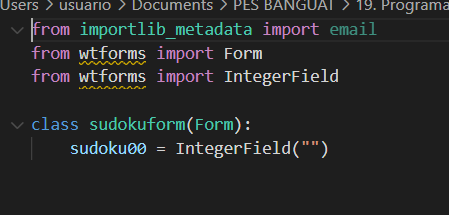 Users > usuario > Documents > PES BANGUAT > 19. Programa
from importlib_metadata import email
from wtforms import Form
from wtforms import IntegerField
class sudokuform(Form):
sudoku00 = IntegerField("")